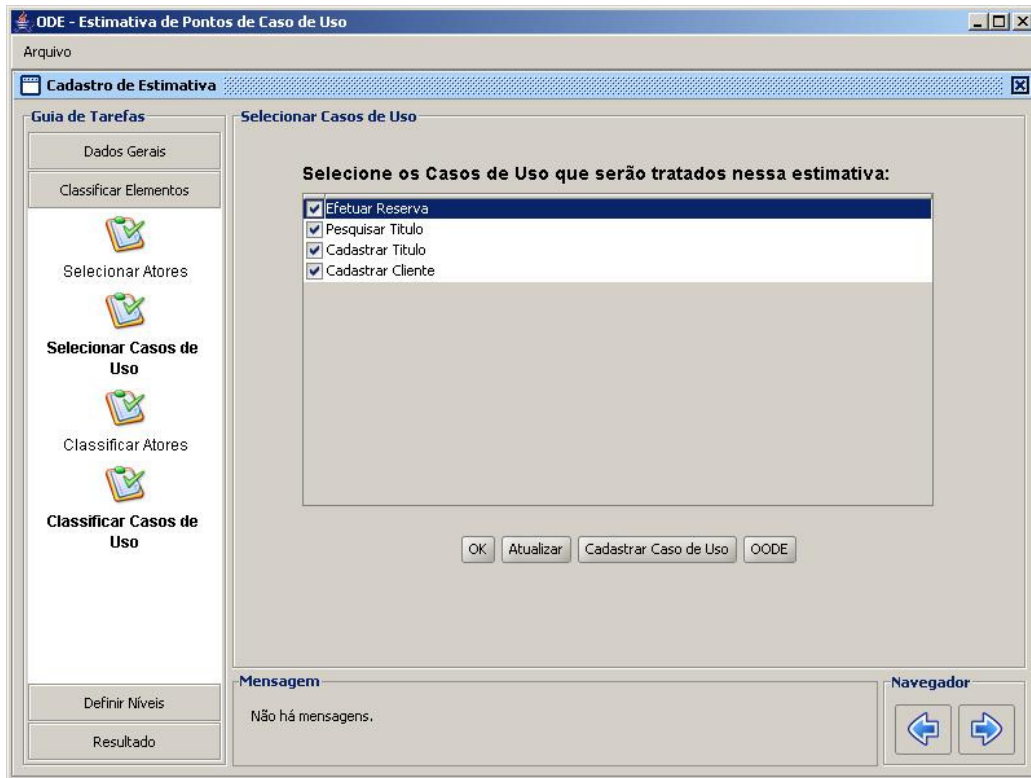 ODE - Estimativa de Pontos de Caso de Uso
Arquivo
Cadastro de Estimativa
Guia de Tarefas
Dados Gerais
Classificar Elementos
Selecionar Atores
Selecionar Casos de
Uso
Classificar Atores
Classificar Casos de
Uso
Definir Níveis
Resultado
Selecionar Casos de Uso
Selecione os Casos de Uso que serão tratados nessa estimativa:
Efetuar Reserva
Pesquisar Titulo
Cadastrar Titulo
Cadastrar Cliente
OK Atualizar Cadastrar Caso de Uso OODE
Mensagem
Não há mensagens.
Navegador